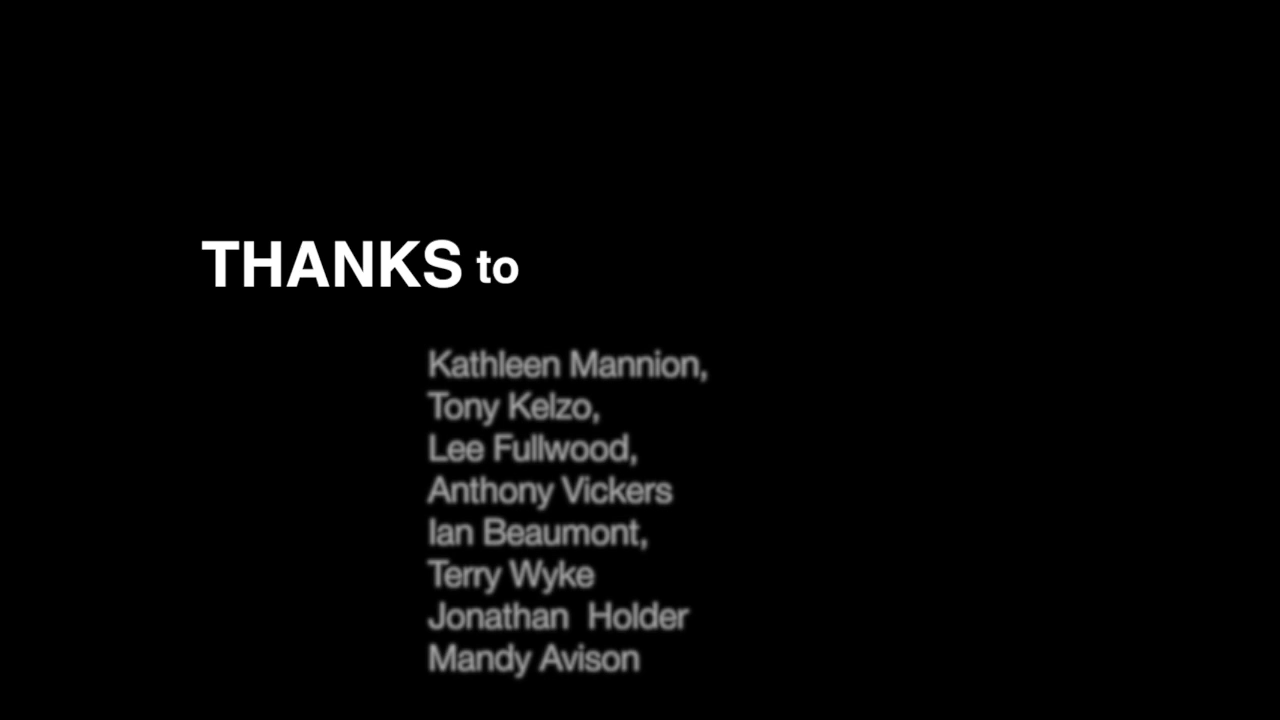 THANKS to
Kathleen Mannion,
Tony Kelzo,
Lee Fullwood,
Anthony Vickers
Ian Beaumont,
Terry Wyke
Jonathan  Holder
Mandy Avison